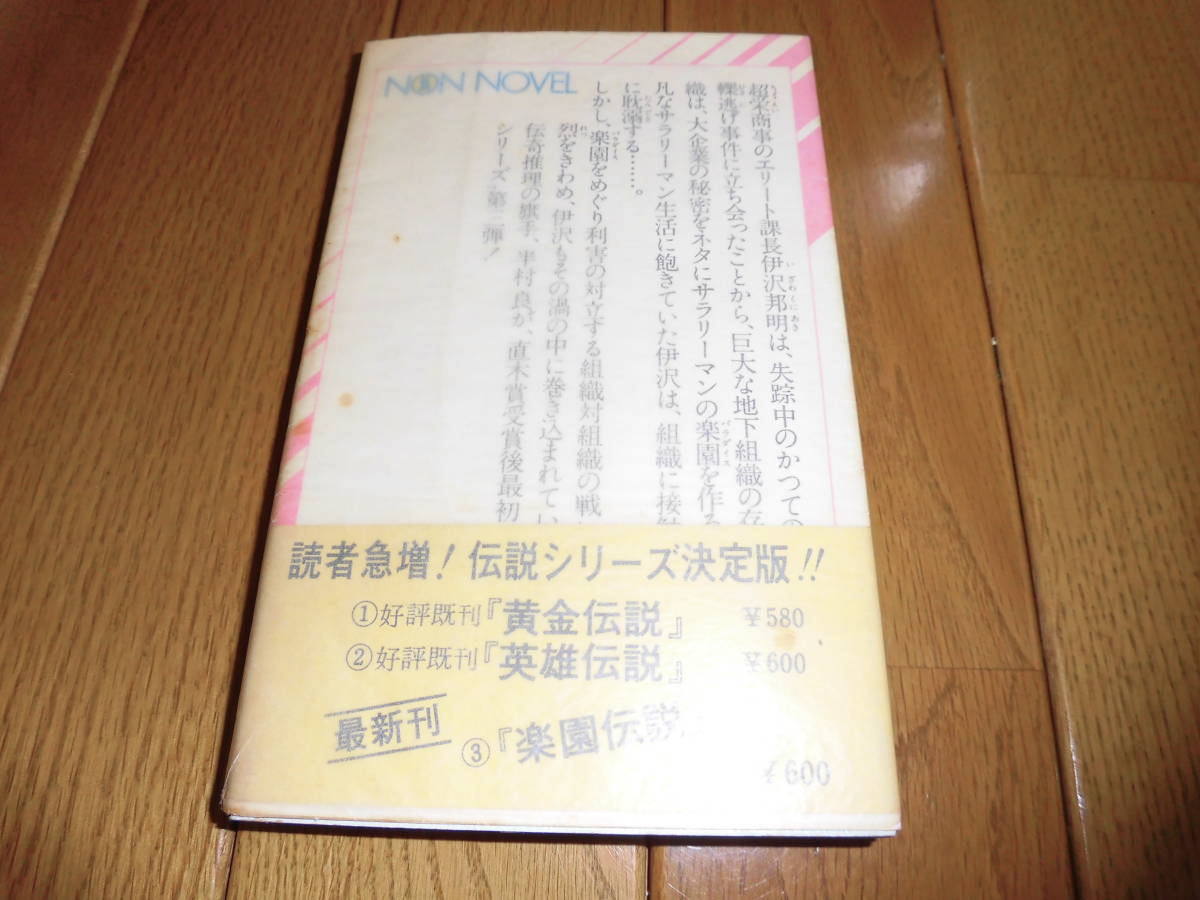 NON NOVEL
超栄商事のエリート課長伊沢邦明は、失踪中のかつての
轢逃げ事件に立ち会ったことから、巨大な地下組織の存
織は、大企業の秘密をネタにサラリーマンの楽園を作る
凡なサラリーマン生活に飽きていた伊沢は、組織に接触
に耽溺する……。
しかし、楽園をめぐり利害の対立する組織対組織の戦い
烈をきわめ、伊沢もその渦の中に巻き込まれてい
伝奇推理の旗手、半村良が、直木賞受賞後最初
シリーズ第三弾！
読者急増！伝説シリーズ決定版!!
①好評既刊『黄金伝説』 ¥580
②好評既刊『英雄伝説』 ¥600
最新刊 ③『楽園伝説』
¥600